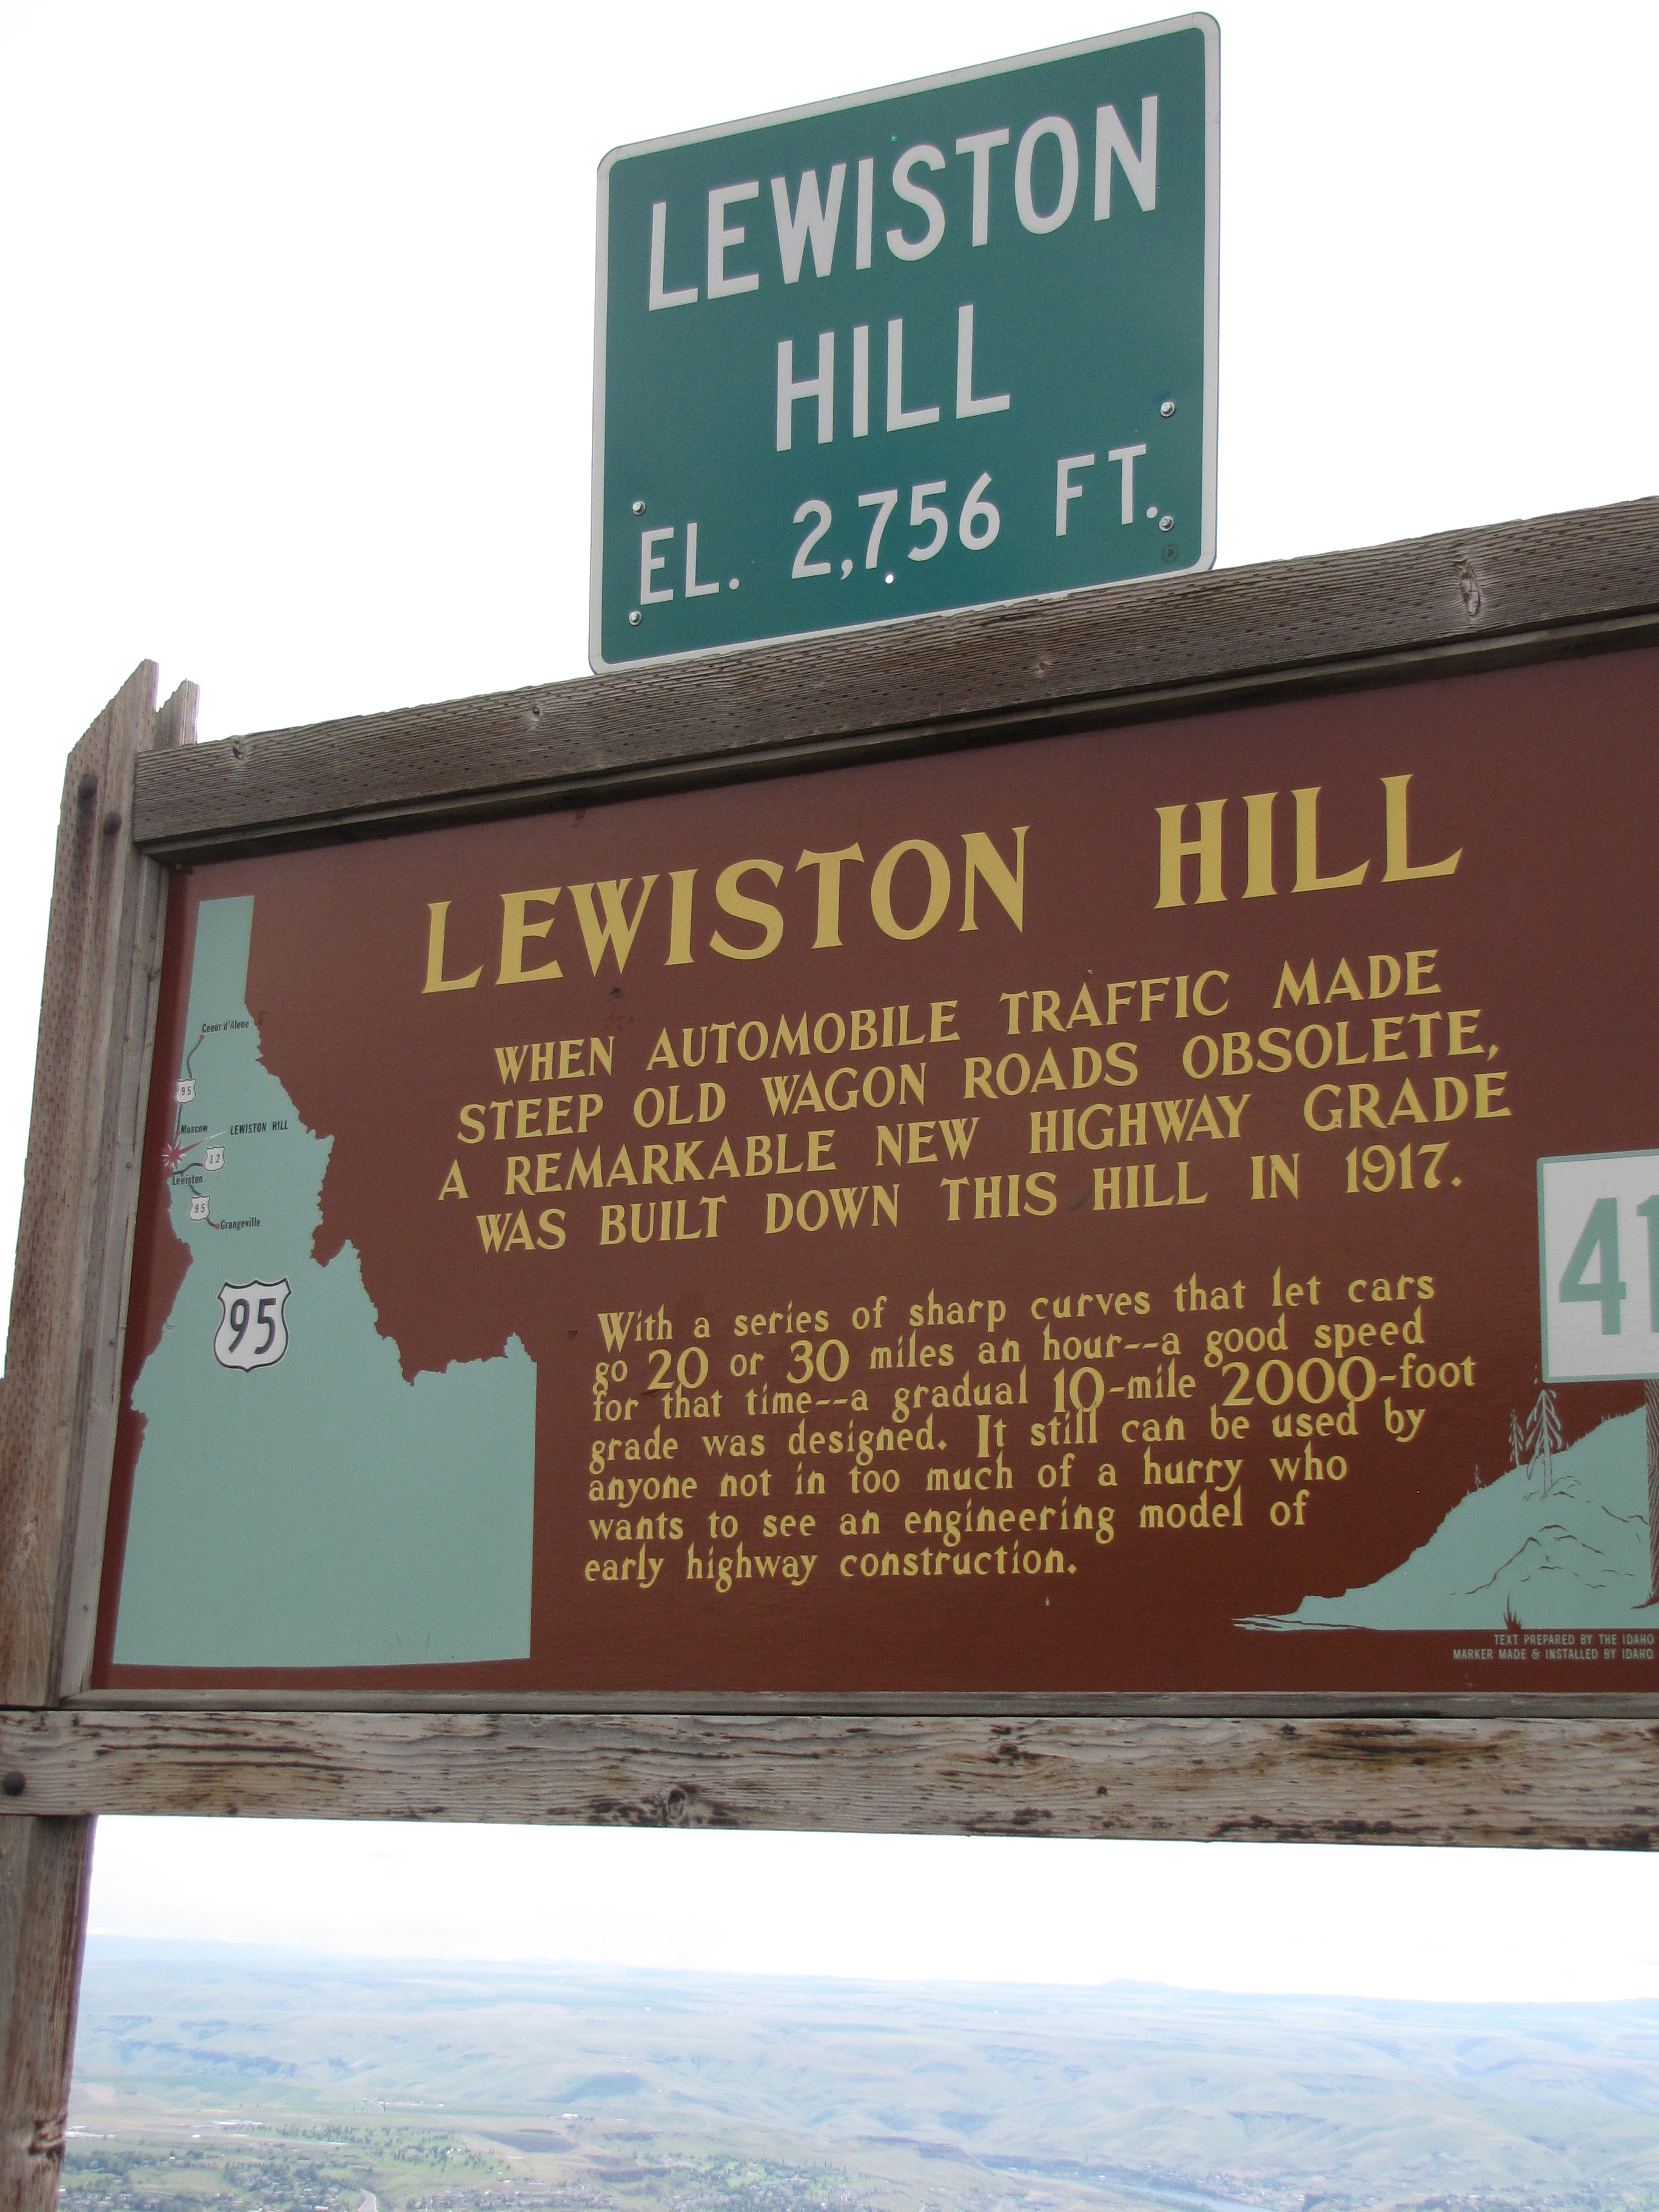 LEWISTON
HILL
EL. 2,756 FT.
LEWISTON HILL
WHEN AUTOMOBILE TRAFFIC MADE
STEEP OLD WAGON ROADS OBSOLETE,
A REMARKABLE NEW HIGHWAY GRADE
WAS BUILT DOWN THIS HILL IN 1917.
With a series of sharp curves that let cars
go 20 or 30 miles an hour--a good speed
for that time--a gradual 10-mile 2000-foot
grade was designed. It still can be used by
anyone not in too much of a hurry who
wants to see an engineering model of
early highway construction.
Coeur d'Alene
95
Moscow
LEWISTON HILL
12
Lewiston
95
Grangeville
95
TEXT PREPARED BY THE IDAHO
MARKER MADE & INSTALLED BY IDAHO